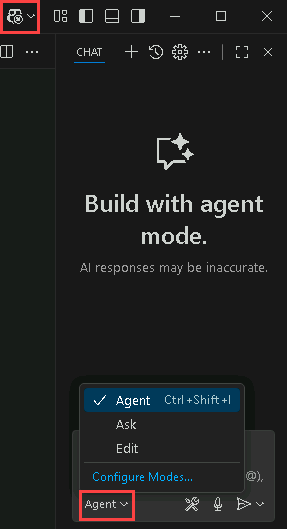 CHAT
Build with agent
mode.
AI responses may be inaccurate.
Agent Ctrl+Shift+I
Ask
Edit
Configure Modes...
@),
Agent